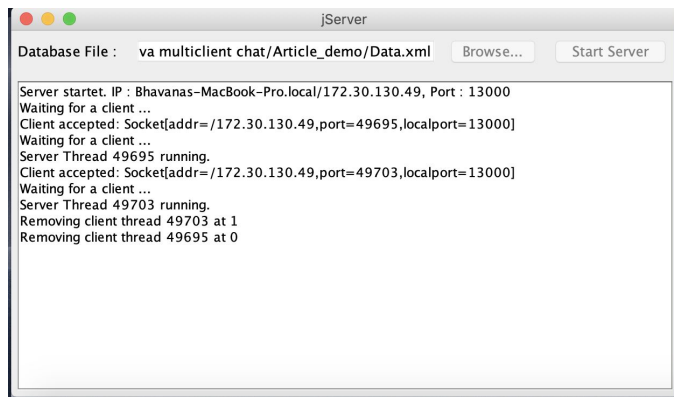 jServer
Database File : va multiclient chat/Article_demo/Data.xml Browse... Start Server
Server startet. IP : Bhavanas-MacBook-Pro.local/172.30.130.49, Port : 13000
Waiting for a client ...
Client accepted: Socket[addr=/172.30.130.49,port=49695,localport=13000]
Waiting for a client ...
Server Thread 49695 running.
Client accepted: Socket[addr=/172.30.130.49,port=49703,localport=13000]
Waiting for a client ...
Server Thread 49703 running.
Removing client thread 49703 at 1
Removing client thread 49695 at 0